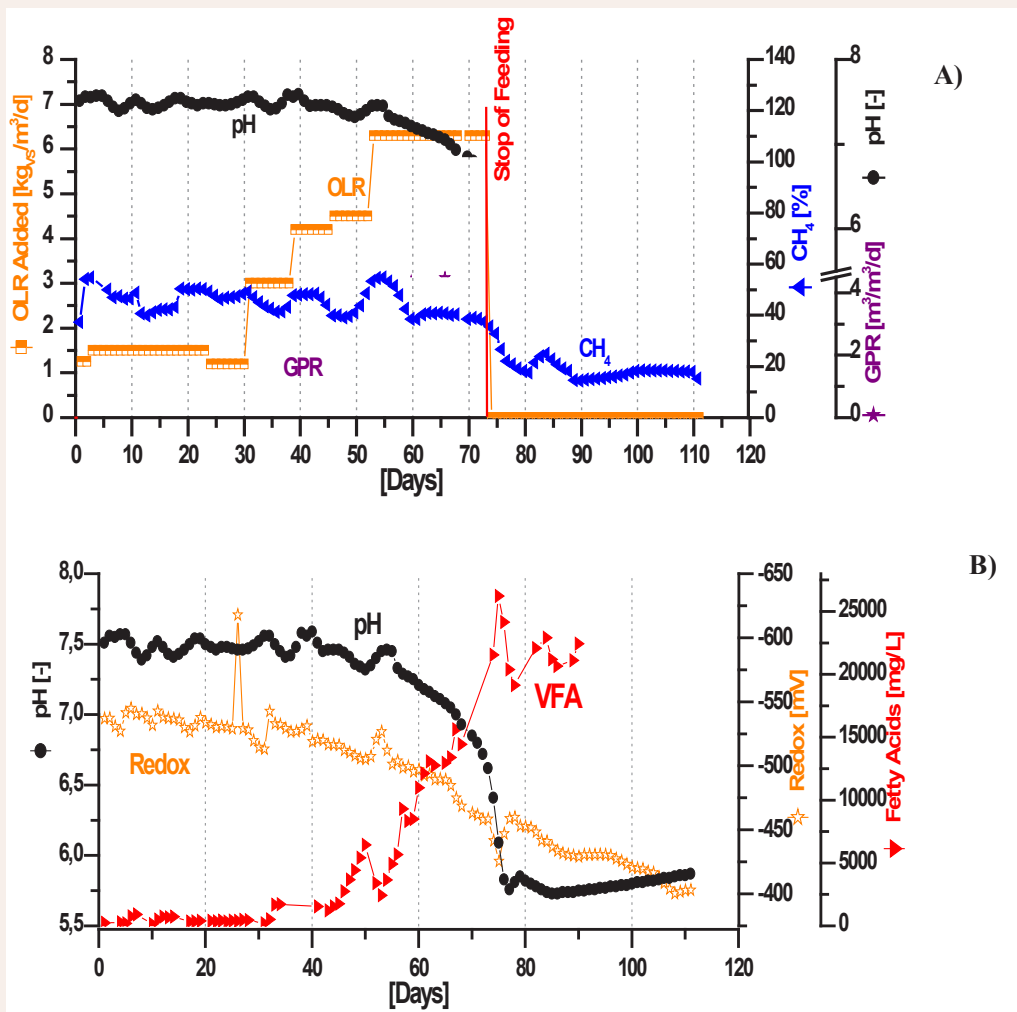 A)
OLR Added [kgvs/m³/d]
8
7
6
5
4
3
2
1
0
pH
OLR
GPR
CH₄
Stop of Feeding
140
120
100
80
60
40
20
0
CH₄ [%]
8
6
4
2
0
pH [-]
GPR [m³/m³/d]
0 10 20 30 40 50 60 70 80 90 100 110 120
[Days]
B)
pH [-]
8,0
7,5
7,0
6,5
6,0
5,5
pH
Redox
VFA
-650
-600
-550
-500
-450
-400
Redox [mV]
25000
20000
15000
10000
5000
0
Fetty Acids [mg/L]
0 20 40 60 80 100 120
[Days]